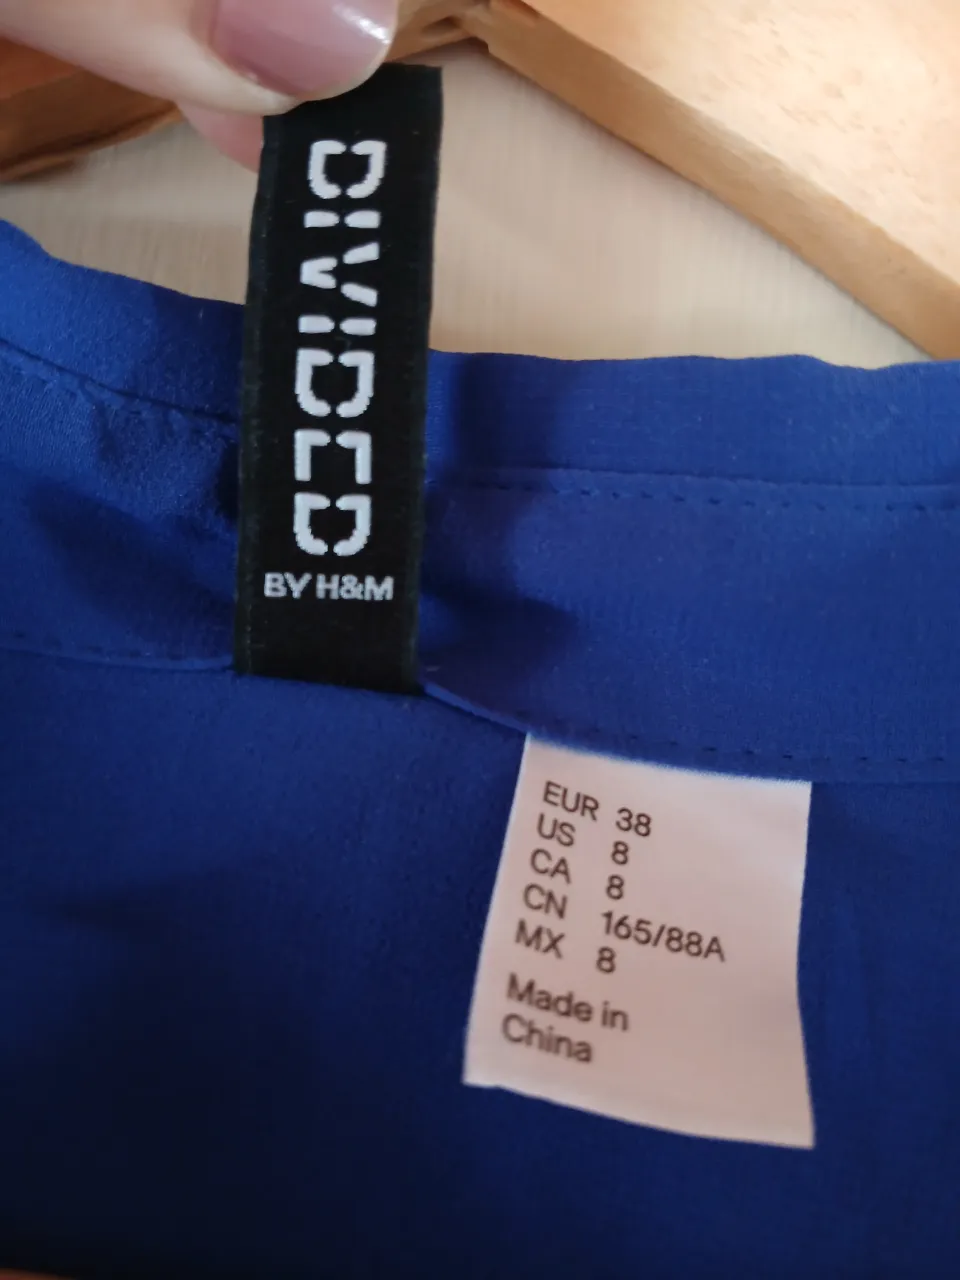 DIVIDED
BY H&M
EUR 38
US 8
CA 8
CN 165/88A
MX 8
Made in
China